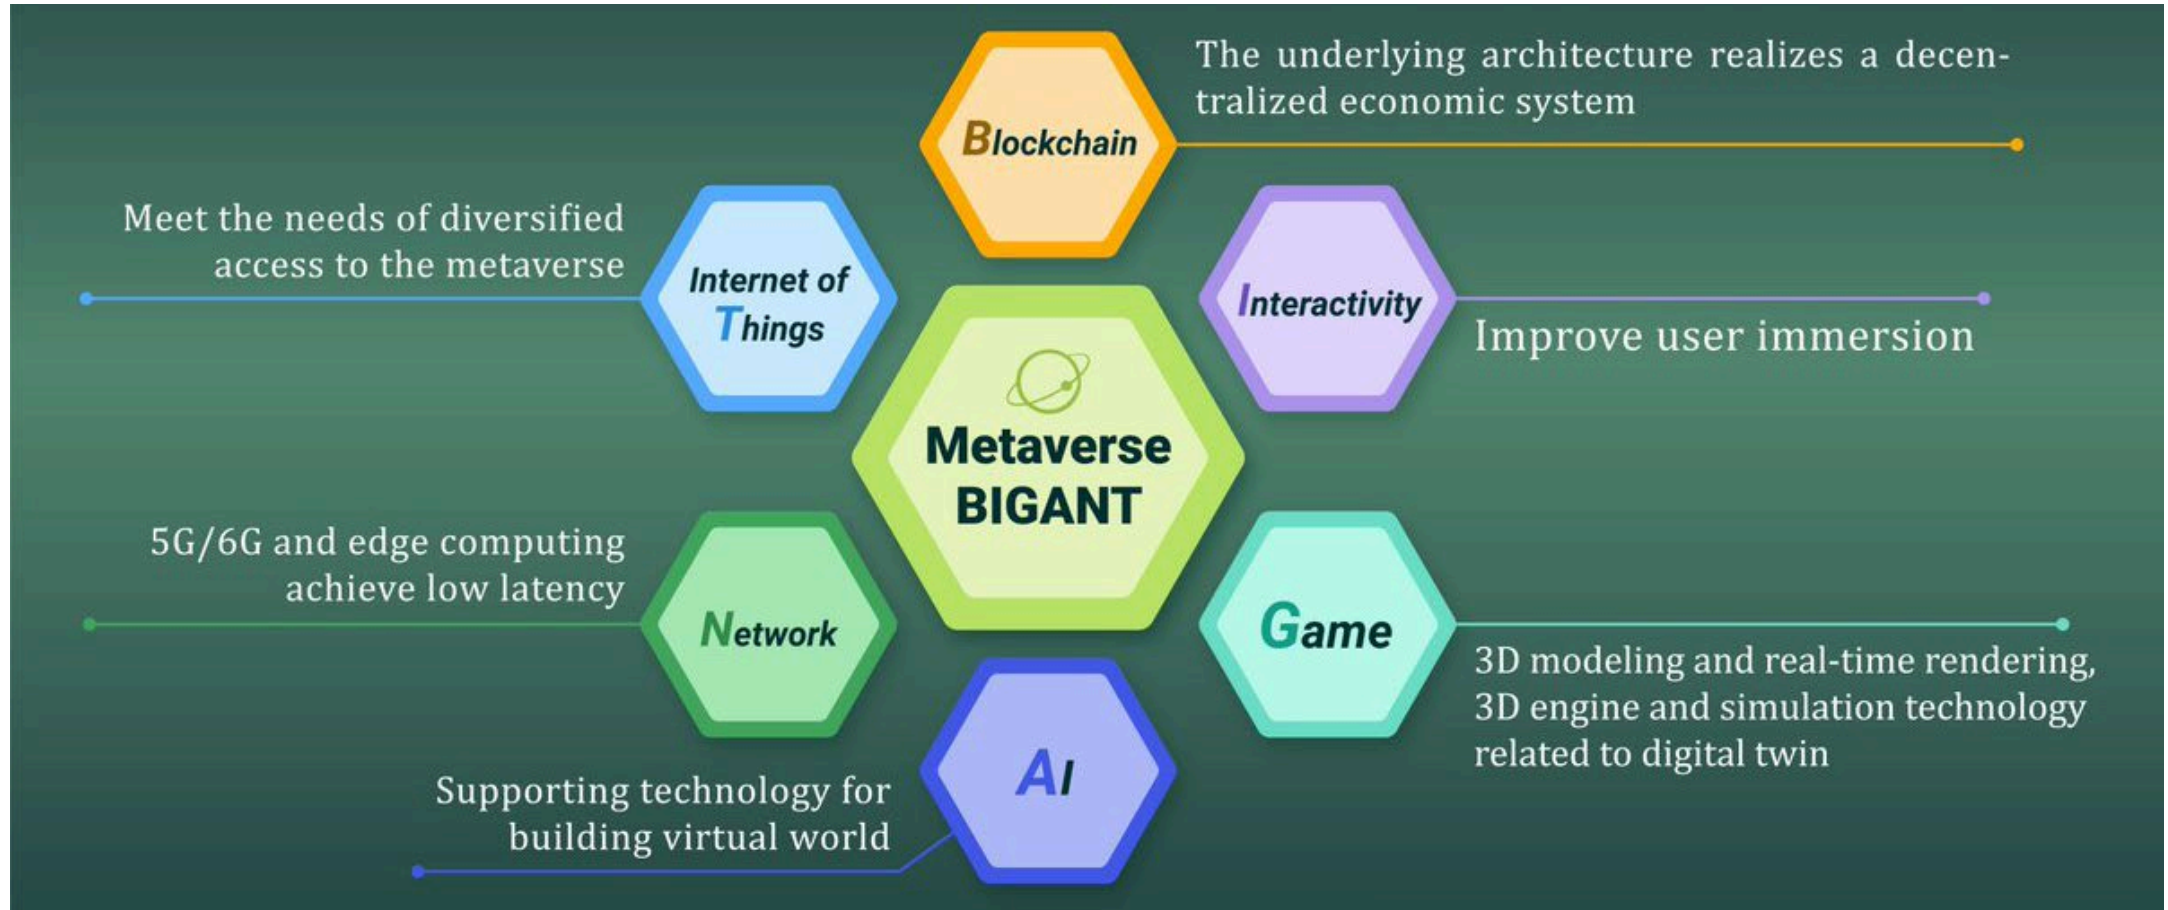 Blockchain
The underlying architecture realizes a decen-
tralized economic system
Interactivity
Improve user immersion
Game
3D modeling and real-time rendering,
3D engine and simulation technology
related to digital twin
AI
Supporting technology for
building virtual world
Network
5G/6G and edge computing
achieve low latency
Internet of
Things
Meet the needs of diversified
access to the metaverse
Metaverse
BIGANT